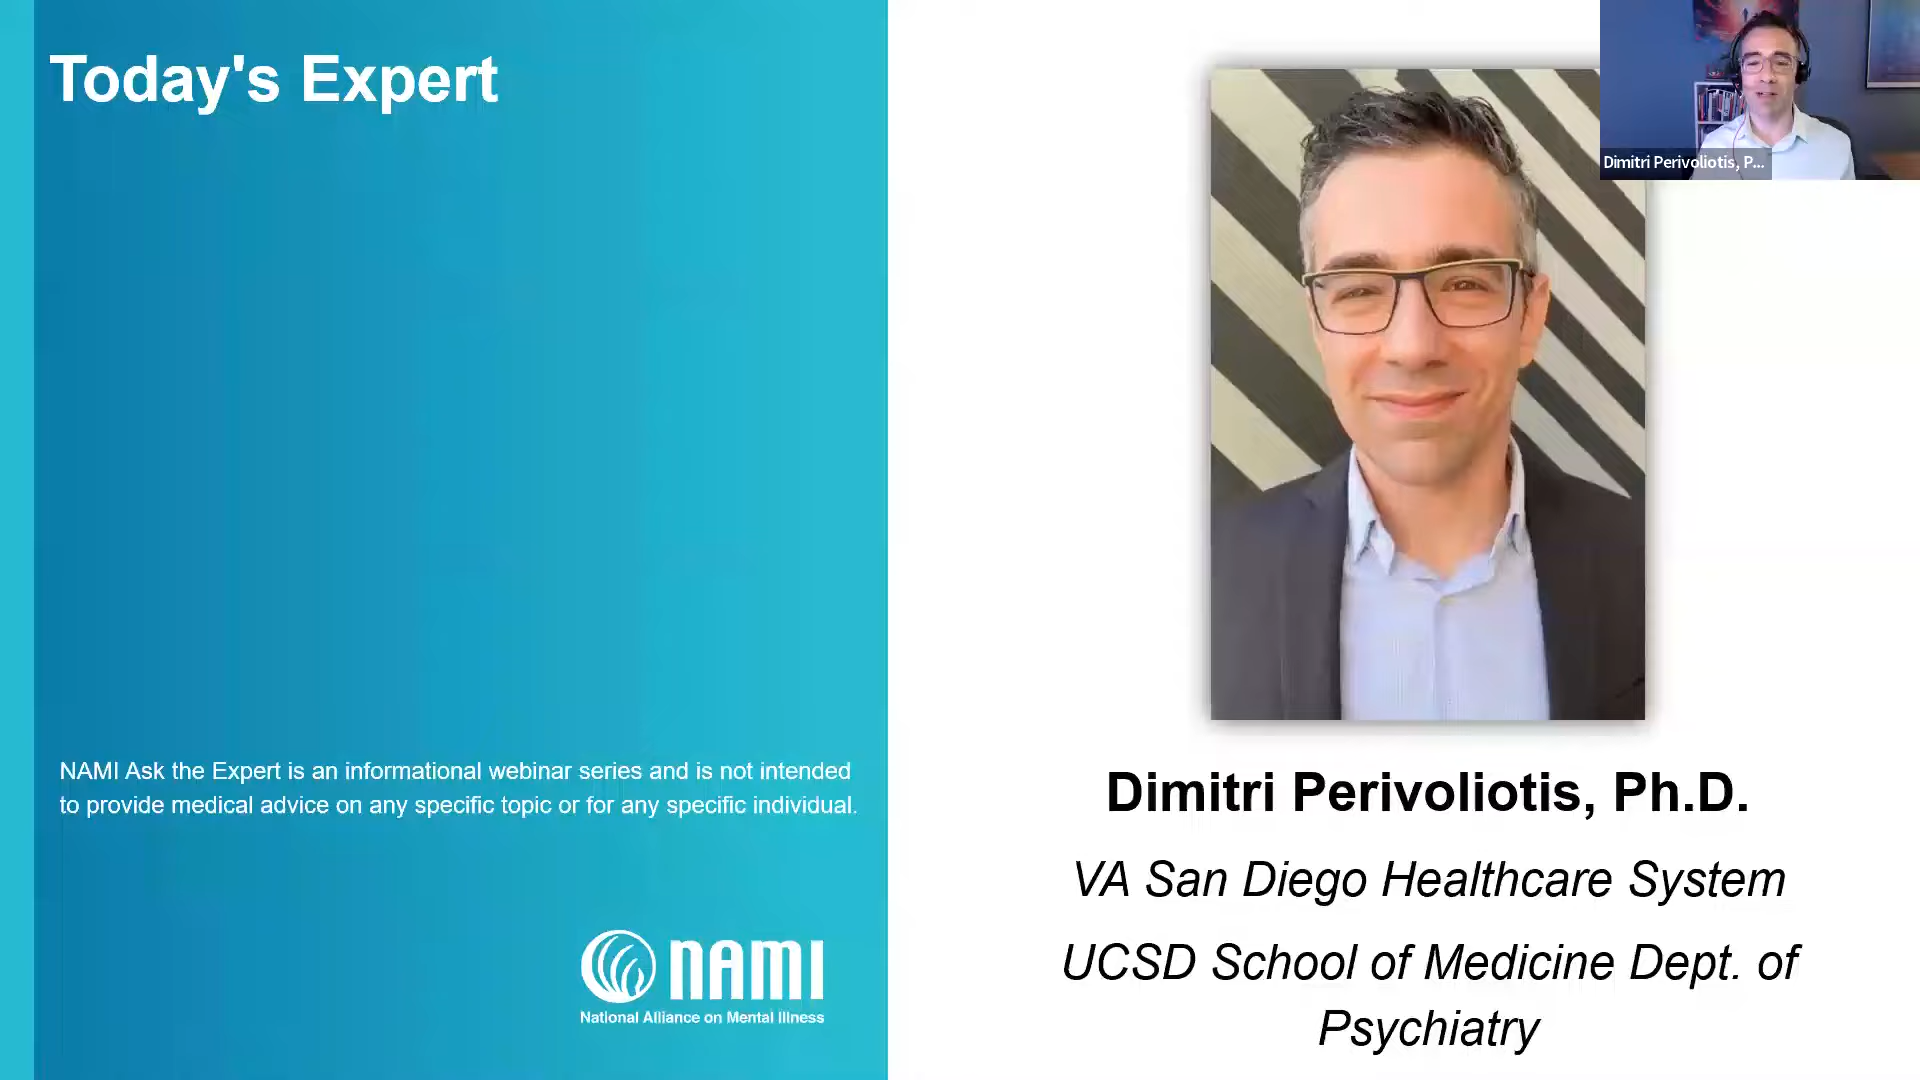 Today's Expert
NAMI Ask the Expert is an informational webinar series and is not intended
to provide medical advice on any specific topic or for any specific individual.
NAMI
National Alliance on Mental Illness
Dimitri Perivoliotis, P...
Dimitri Perivoliotis, Ph.D.
VA San Diego Healthcare System
UCSD School of Medicine Dept. of
Psychiatry